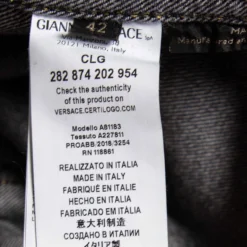 GIANNI
42
20121 Milano, Italy
CLG
282 874 202 954
Check the authenticity
of this product on
VERSACE.CERTILOGO.COM
Modello A81183
Tessuto A227811
PROABB 2018:3254
RN 118861
REALIZZATO IN ITALIA
MADE IN ITALY
FABRIQUÉ EN ITALIE
HECHO EN ITALIA
FABRICADO EM ITÁLIA
意大利制造
СОЗДАНО В ИТАЛИИ